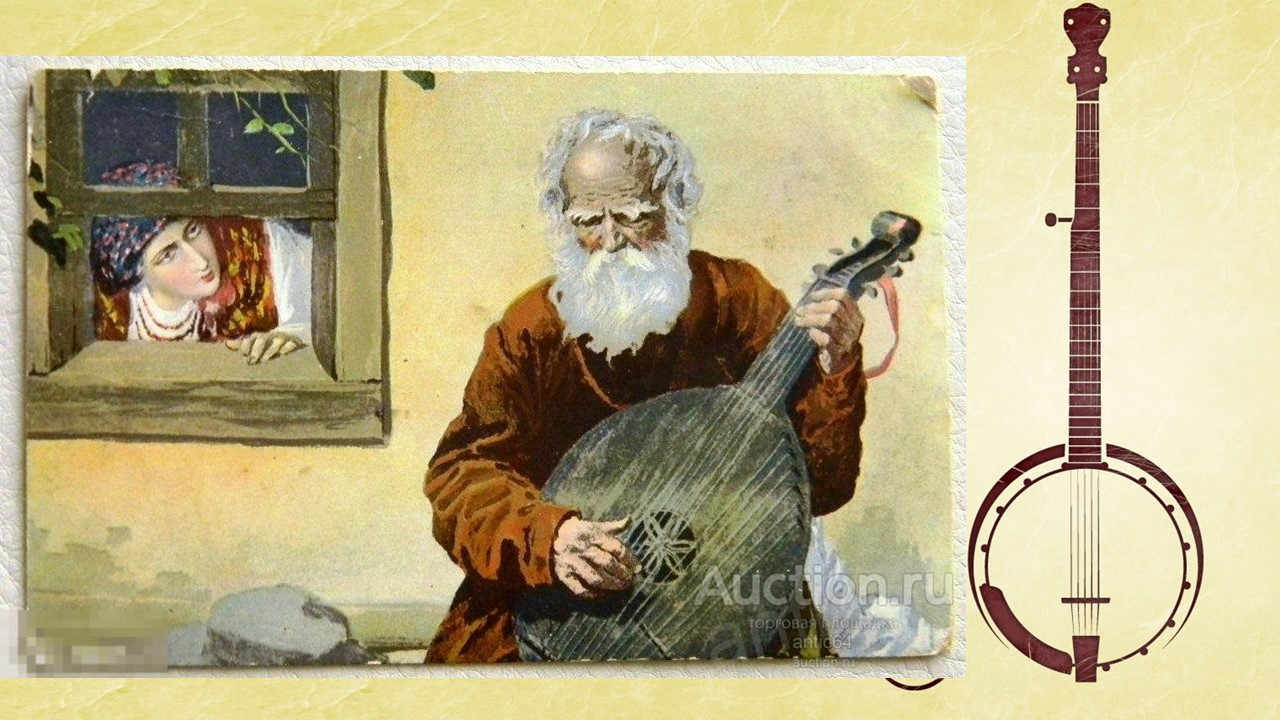 Auction.ru
торговая площадка
antic64
auction.ru